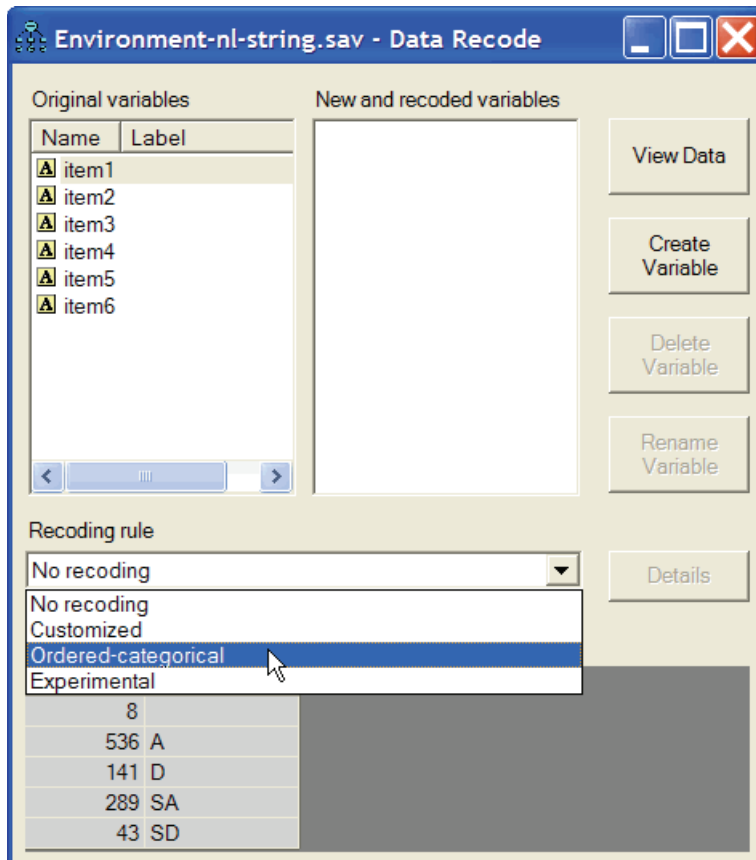 Environment-nl-string.sav - Data Recode
Original variables
New and recoded variables
Name Label
A item1
A item2
A item3
A item4
A item5
A item6
View Data
Create
Variable
Delete
Variable
Rename
Variable
Recoding rule
No recoding
Details
No recoding
Customized
Ordered-categorical
Experimental
8
536 A
141 D
289 SA
43 SD